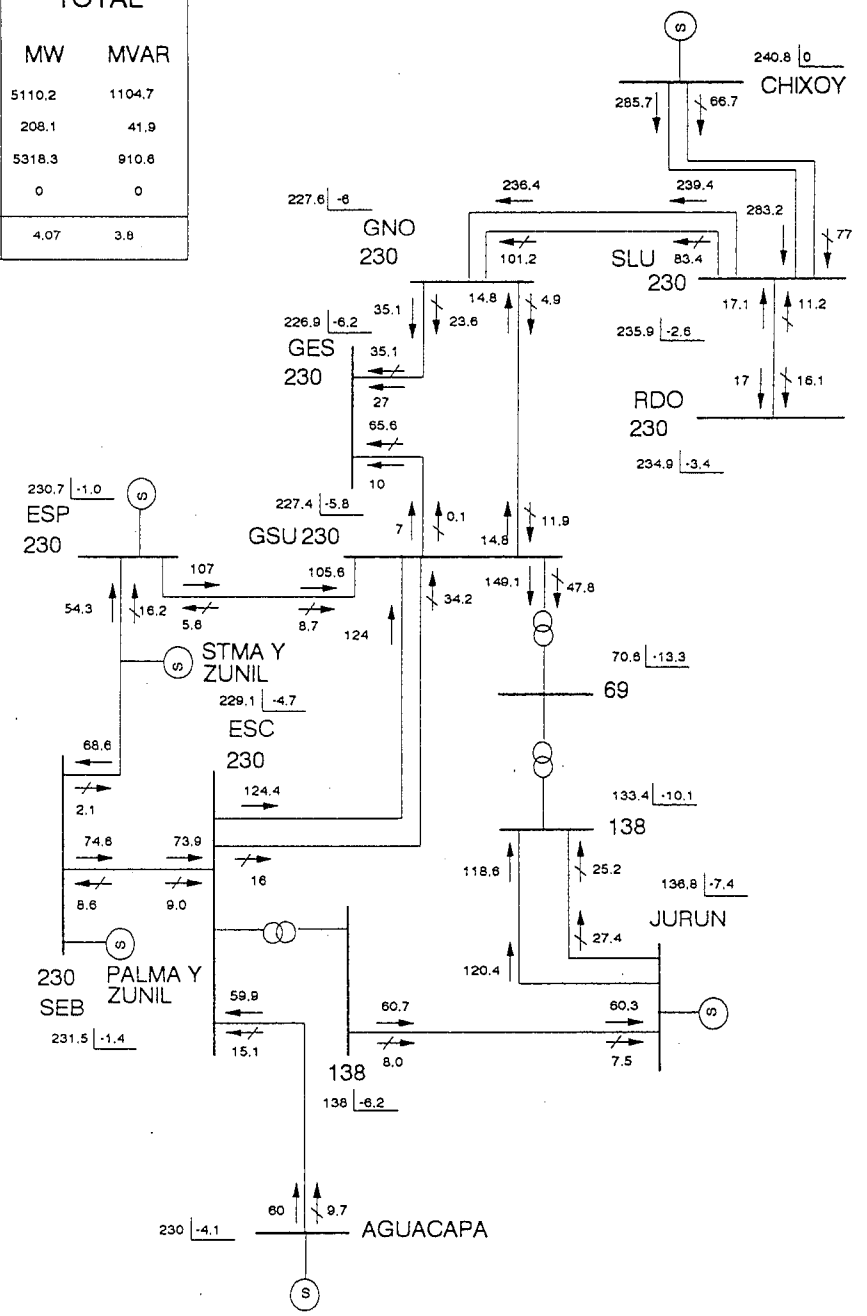 TOTAL
MW MVAR
5110.2 1104.7
208.1 41.9
5318.3 910.6
0 0
4.07 3.8
S
240.8 0
CHIXOY
285.7 66.7
227.6 -6
236.4 239.4
GNO
230
283.2
77
101.2 83.4
SLU
230
226.9 -6.2
GES
230
35.1 23.6
14.8 4.9
17.1 11.2
235.9 -2.6
35.1
27
17 16.1
RDO
230
65.6
10
234.9 -3.4
230.7 -1.0
ESP
230
S
227.4 -5.8
GSU 230
7 0.1
14.8 11.9
107 105.6
5.6 8.7
54.3 16.2
124 34.2
149.1 47.8
S
STMA Y
ZUNIL
70.6 -13.3
69
229.1 -4.7
ESC
230
68.6
2.1
124.4
16
133.4 -10.1
138
74.6 73.9
8.6 9.0
118.6 25.2
136.8 -7.4
JURUN
27.4
120.4
S
230
SEB
PALMA Y
ZUNIL
S
231.5 -1.4
59.9
15.1
60.7 60.3
8.0 7.5
138
138 -6.2
60 9.7
230 -4.1
AGUACAPA
S